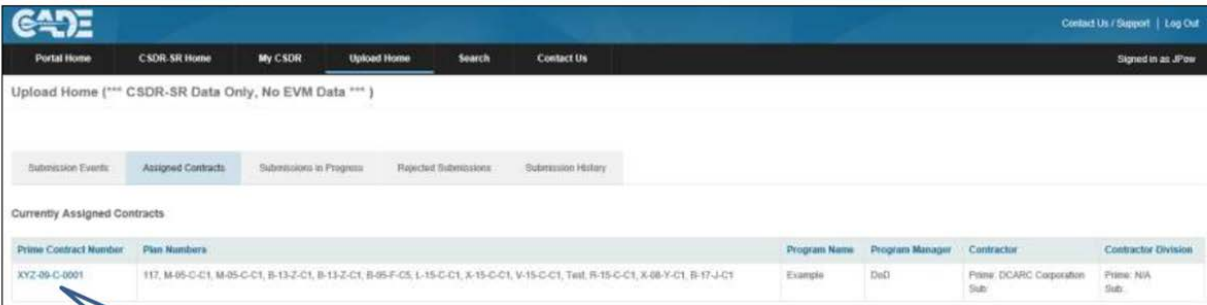 CADE
Contact Us / Support | Log Out
Portal Home CSDR-SR Home My CSDR Upload Home Search Contact Us Signed in as JPow
Upload Home (*** CSDR-SR Data Only, No EVM Data *** )
Submission Events Assigned Contracts Submissions in Progress Rejected Submissions Submission History
Currently Assigned Contracts
Prime Contract Number Plan Numbers Program Name Program Manager Contractor Contractor Division
XYZ-09-C-0001 117, M-05-C-C1, M-05-C-C1, B-13-Z-C1, B-13-Z-C1, B-05-F-C5, L-15-C-C1, X-15-C-C1, V-15-C-C1, Test, R-15-C-C1, X-08-Y-C1, B-17-J-C1 Example DoD Prime: DCARC Corporation Prime: N/A
Sub: Sub: